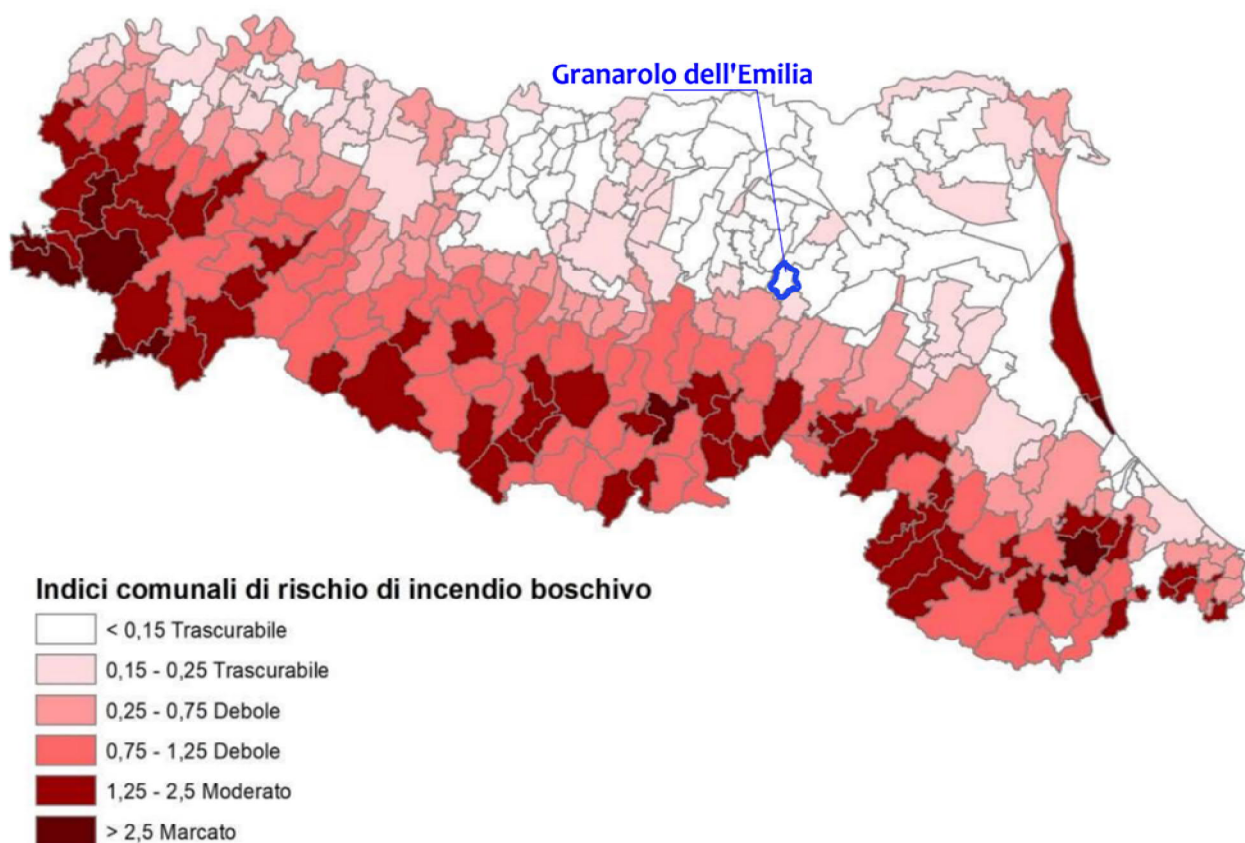 Granarolo dell'Emilia
Indici comunali di rischio di incendio boschivo
< 0,15 Trascurabile
0,15 - 0,25 Trascurabile
0,25 - 0,75 Debole
0,75 - 1,25 Debole
1,25 - 2,5 Moderato
> 2,5 Marcato